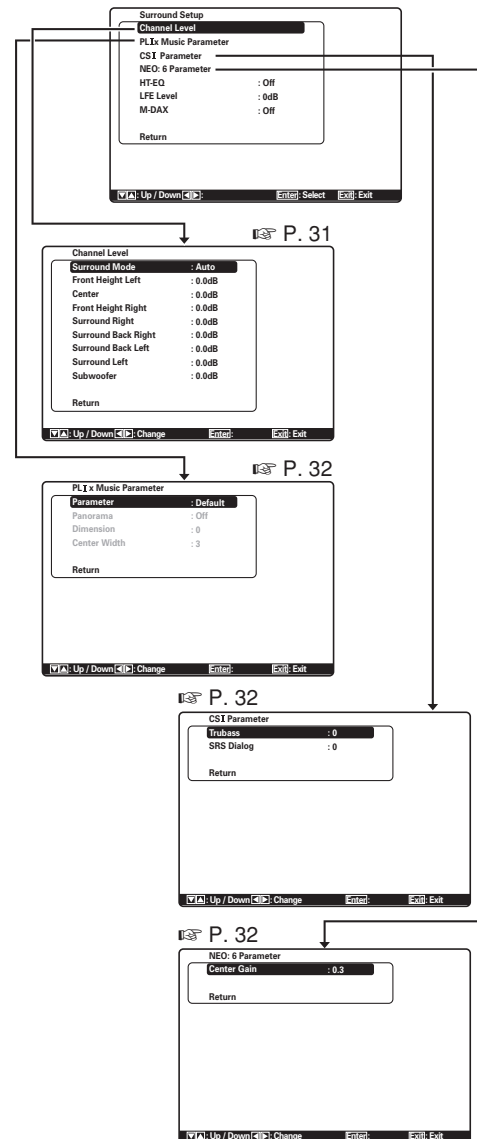 Surround Setup
Channel Level
PLIIx Music Parameter
CSII Parameter
NEO: 6 Parameter
HT-EQ : Off
LFE Level : 0dB
M-DAX : Off
Return
▼▲: Up / Down ◀▶: Enter: Select Exit: Exit
☞ P. 31
Channel Level
Surround Mode : Auto
Front Height Left : 0.0dB
Center : 0.0dB
Front Height Right : 0.0dB
Surround Right : 0.0dB
Surround Back Right : 0.0dB
Surround Back Left : 0.0dB
Surround Left : 0.0dB
Subwoofer : 0.0dB
Return
▼▲: Up / Down ◀▶: Change Enter: Exit: Exit
☞ P. 32
PLIIx Music Parameter
Parameter : Default
Panorama : Off
Dimension : 0
Center Width : 3
Return
▼▲: Up / Down ◀▶: Change Enter: Exit: Exit
☞ P. 32
CSII Parameter
Trubass : 0
SRS Dialog : 0
Return
▼▲: Up / Down ◀▶: Change Enter: Exit: Exit
☞ P. 32
NEO: 6 Parameter
Center Gain : 0.3
Return
▼▲: Up / Down ◀▶: Change Enter: Exit: Exit